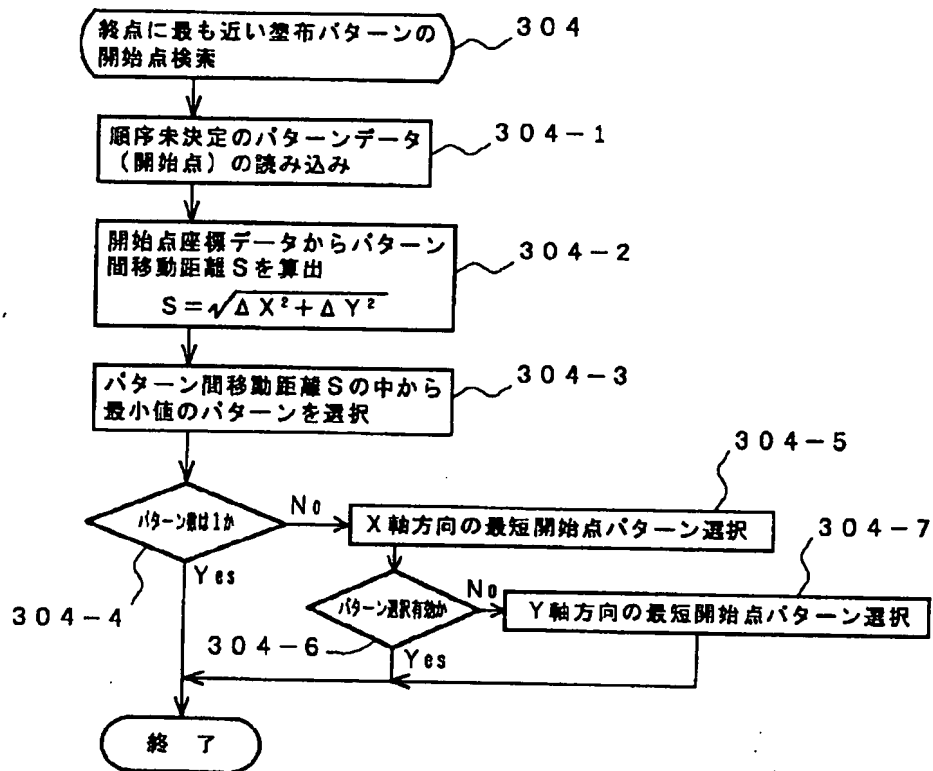 終点に最も近い塗布パターンの
開始点検索
304
順序未決定のパターンデータ
(開始点)の読み込み
304-1
開始点座標データからパターン
間移動距離Sを算出
S=√ΔX²+ΔY²
304-2
パターン間移動距離Sの中から
最小値のパターンを選択
304-3
パターン数は1か
No
Yes
304-4
304-5
X軸方向の最短開始点パターン選択
304-7
パターン選択有効か
No
Yes
304-6
Y軸方向の最短開始点パターン選択
終 了